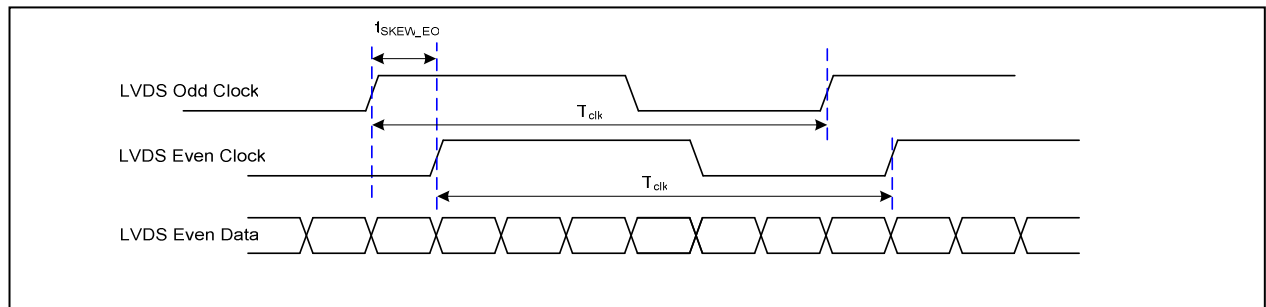 tSKEW_EO
LVDS Odd Clock
Tclk
LVDS Even Clock
Tclk
LVDS Even Data